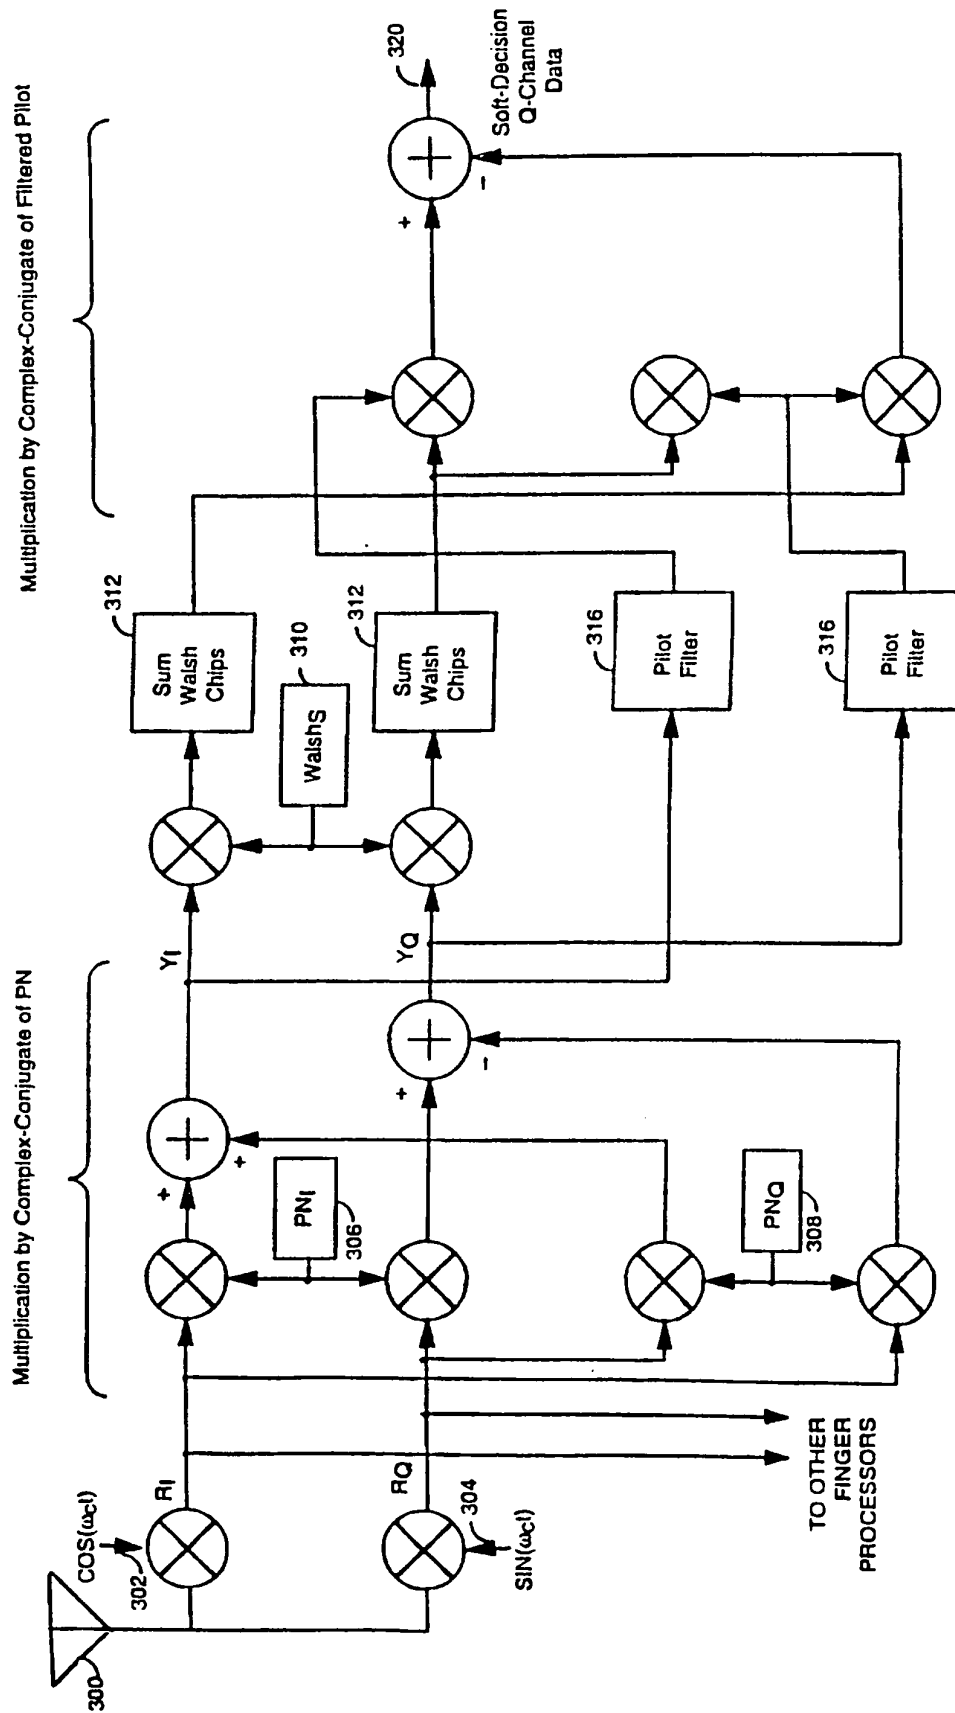 Multiplication by Complex-Conjugate of PN
Multiplication by Complex-Conjugate of Filtered Pilot
300
COS(ωct)
302
RI
304
SIN(ωct)
RQ
TO OTHER
FINGER
PROCESSORS
PNI
306
PNQ
308
+
+
+
-
YI
YQ
WalshS
310
Sum
Walsh
Chips
312
Sum
Walsh
Chips
312
Pilot
Filter
316
Pilot
Filter
316
+
-
320
Soft-Decision
Q-Channel
Data